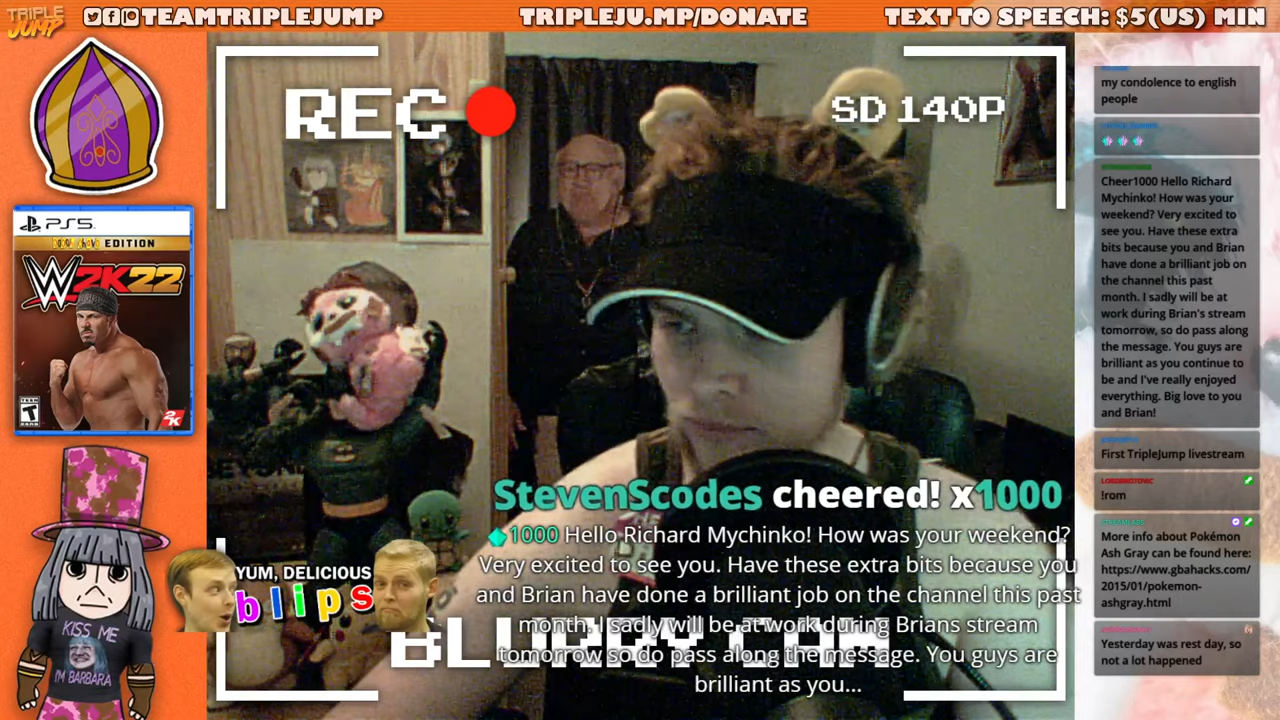 TRIPLE
JUMP
TEAMTRIPLEJUMP
TRIPLEJU.MP/DONATE
TEXT TO SPEECH: $5(US) MIN
REC
SD 140P
PS5
EDITION
W2K22
T
2K
KISS ME
I'M BARBARA
YUM, DELICIOUS
blips
StevenScodes cheered! x1000
1000 Hello Richard Mychinko! How was your weekend?
Very excited to see you. Have these extra bits because you
and Brian have done a brilliant job on the channel this past
month. I sadly will be at work during Brians stream
tomorrow so do pass along the message. You guys are
brilliant as you...
my condolence to english
people
Cheer1000 Hello Richard
Mychinko! How was your
weekend? Very excited to
see you. Have these extra
bits because you and Brian
have done a brilliant job on
the channel this past
month. I sadly will be at
work during Brian's stream
tomorrow, so do pass along
the message. You guys are
brilliant as you continue to
be and I've really enjoyed
everything. Big love to you
and Brian!
First TripleJump livestream
!rom
More info about Pokémon
Ash Gray can be found here:
https://www.gbahacks.com/
2015/01/pokemon-
ashgray.html
Yesterday was rest day, so
not a lot happened